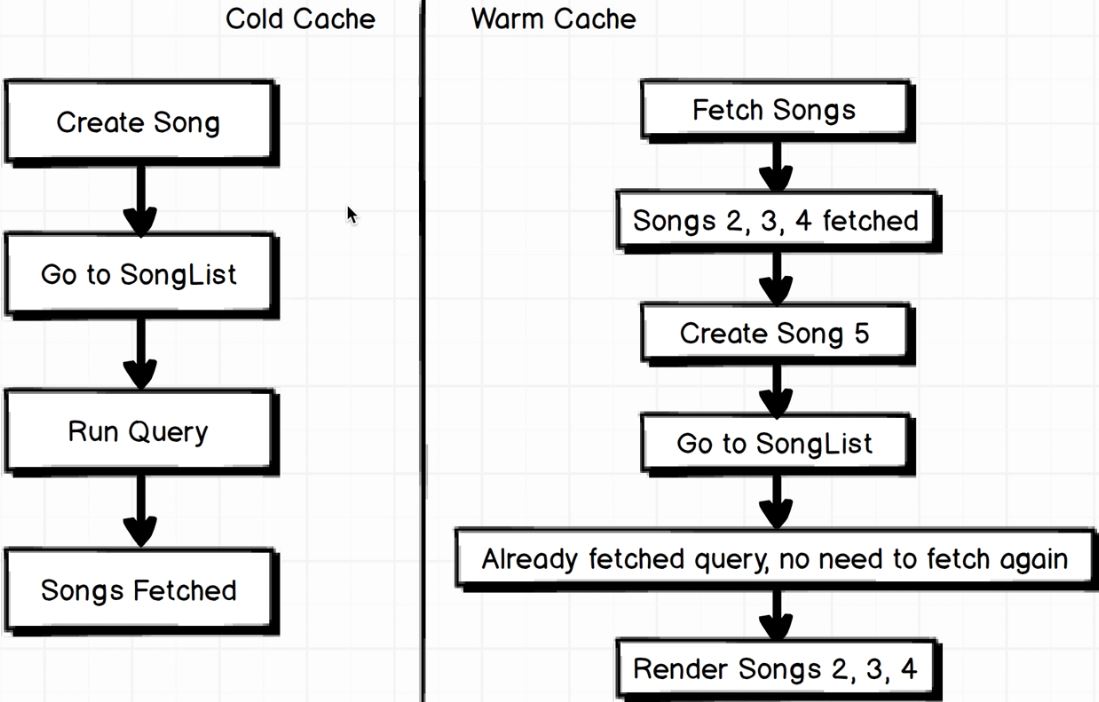 Cold Cache
Create Song
Go to SongList
Run Query
Songs Fetched
Warm Cache
Fetch Songs
Songs 2, 3, 4 fetched
Create Song 5
Go to SongList
Already fetched query, no need to fetch again
Render Songs 2, 3, 4